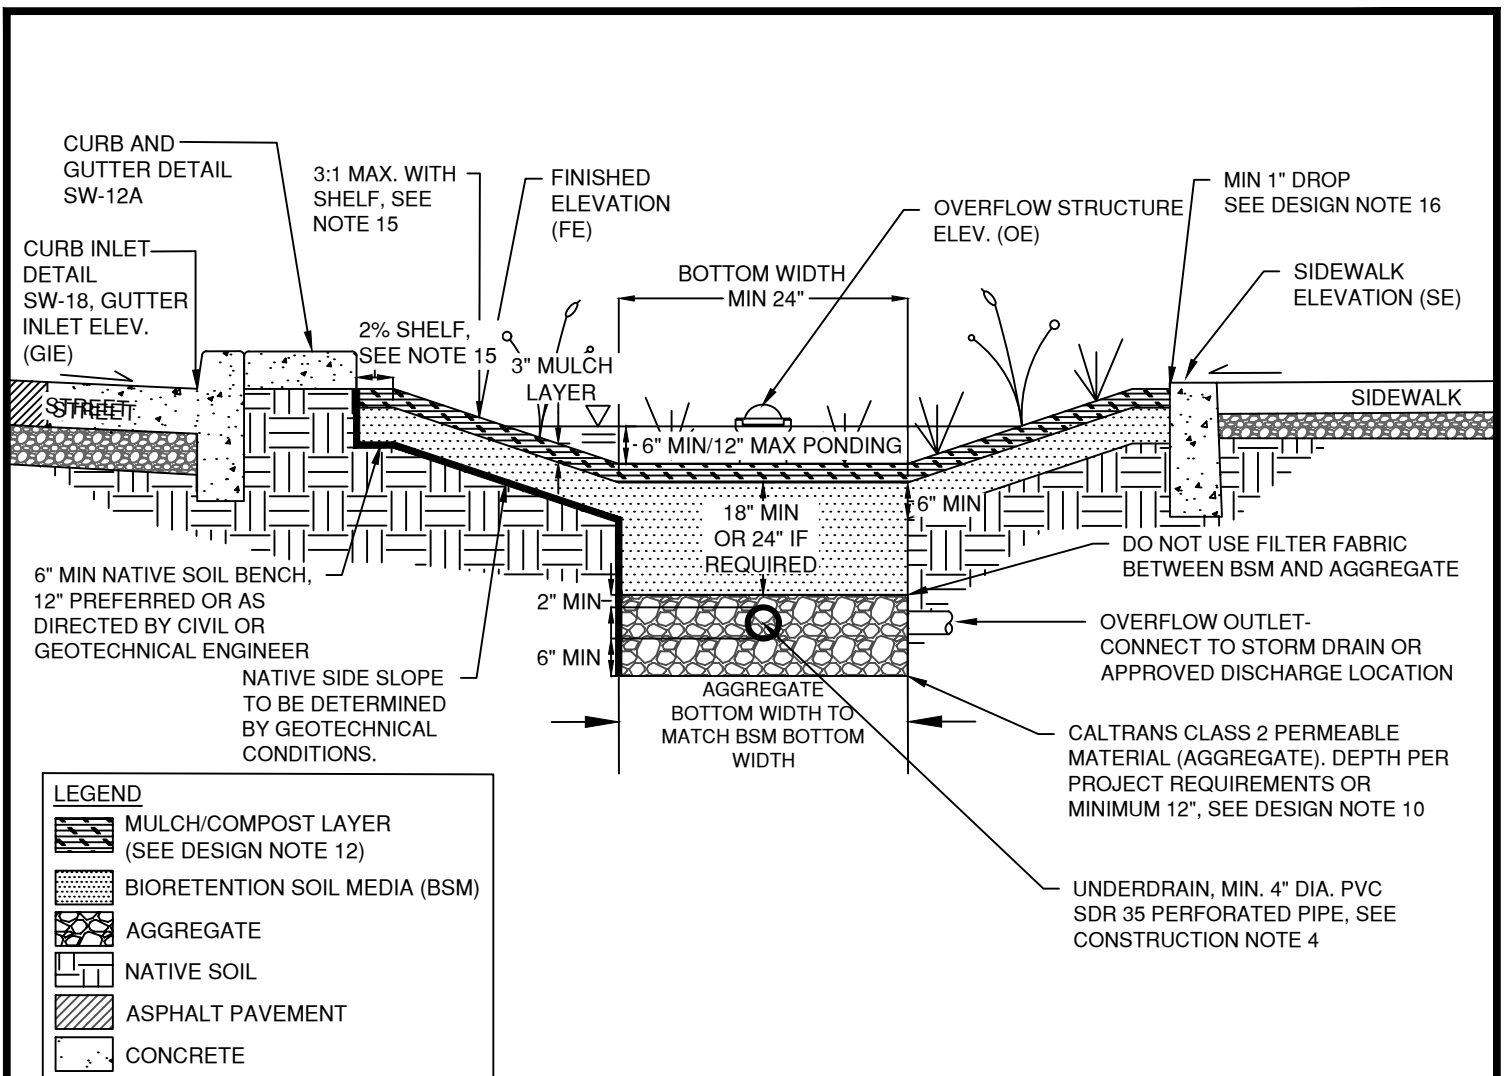 CURB AND
GUTTER DETAIL
SW-12A
3:1 MAX. WITH
SHELF, SEE
NOTE 15
FINISHED
ELEVATION
(FE)
OVERFLOW STRUCTURE
ELEV. (OE)
MIN 1" DROP
SEE DESIGN NOTE 16
CURB INLET
DETAIL
SW-18, GUTTER
INLET ELEV.
(GIE)
BOTTOM WIDTH
MIN 24"
SIDEWALK
ELEVATION (SE)
2% SHELF,
SEE NOTE 15
3" MULCH
LAYER
STREET
STREET
SIDEWALK
6" MIN/12" MAX PONDING
6" MIN
18" MIN
OR 24" IF
REQUIRED
DO NOT USE FILTER FABRIC
BETWEEN BSM AND AGGREGATE
6" MIN NATIVE SOIL BENCH,
12" PREFERRED OR AS
DIRECTED BY CIVIL OR
GEOTECHNICAL ENGINEER
2" MIN
6" MIN
OVERFLOW OUTLET-
CONNECT TO STORM DRAIN OR
APPROVED DISCHARGE LOCATION
NATIVE SIDE SLOPE
TO BE DETERMINED
BY GEOTECHNICAL
CONDITIONS.
AGGREGATE
BOTTOM WIDTH TO
MATCH BSM BOTTOM
WIDTH
CALTRANS CLASS 2 PERMEABLE
MATERIAL (AGGREGATE). DEPTH PER
PROJECT REQUIREMENTS OR
MINIMUM 12", SEE DESIGN NOTE 10
UNDERDRAIN, MIN. 4" DIA. PVC
SDR 35 PERFORATED PIPE, SEE
CONSTRUCTION NOTE 4
LEGEND
MULCH/COMPOST LAYER
(SEE DESIGN NOTE 12)
BIORETENTION SOIL MEDIA (BSM)
AGGREGATE
NATIVE SOIL
ASPHALT PAVEMENT
CONCRETE